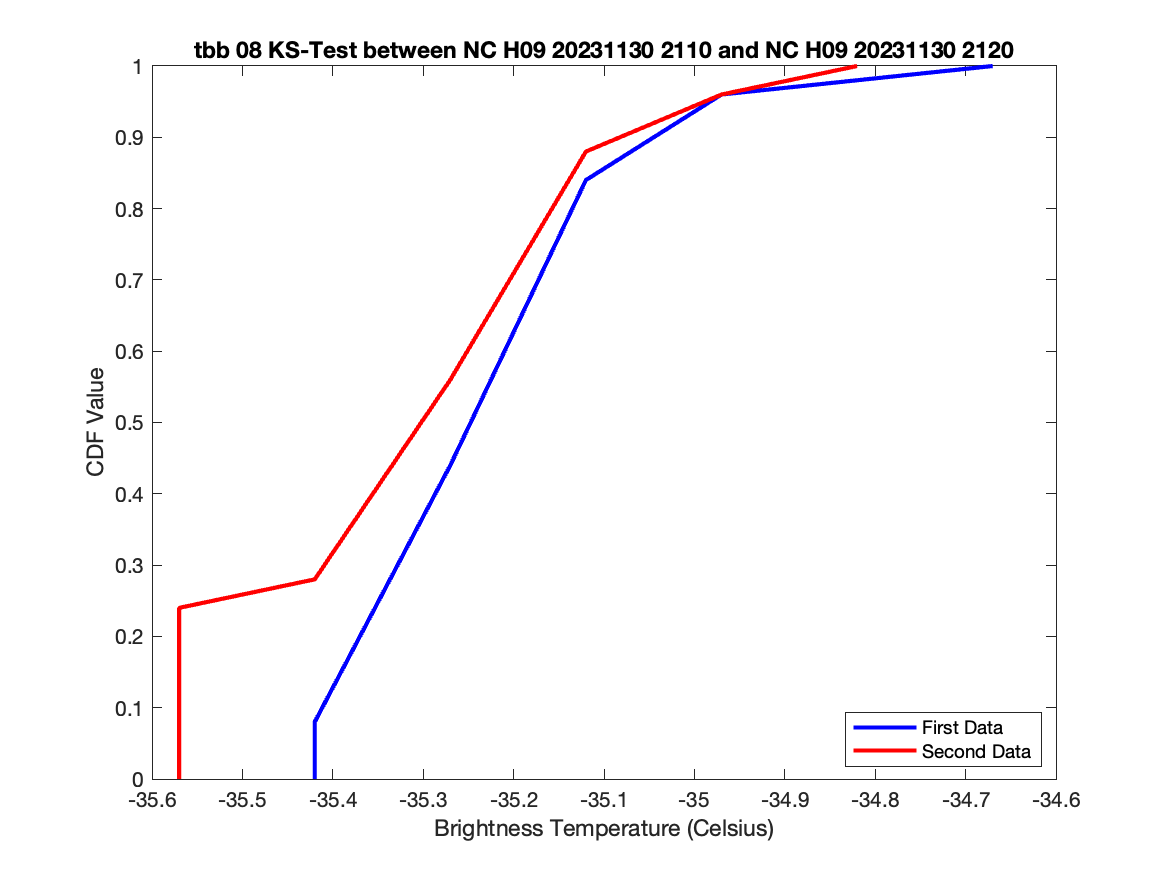 tbb 08 KS-Test between NC H09 20231130 2110 and NC H09 20231130 2120
1
0.9
0.8
0.7
0.6
0.5
0.4
0.3
0.2
0.1
0
CDF Value
First Data
Second Data
-35.6 -35.5 -35.4 -35.3 -35.2 -35.1 -35 -34.9 -34.8 -34.7 -34.6
Brightness Temperature (Celsius)